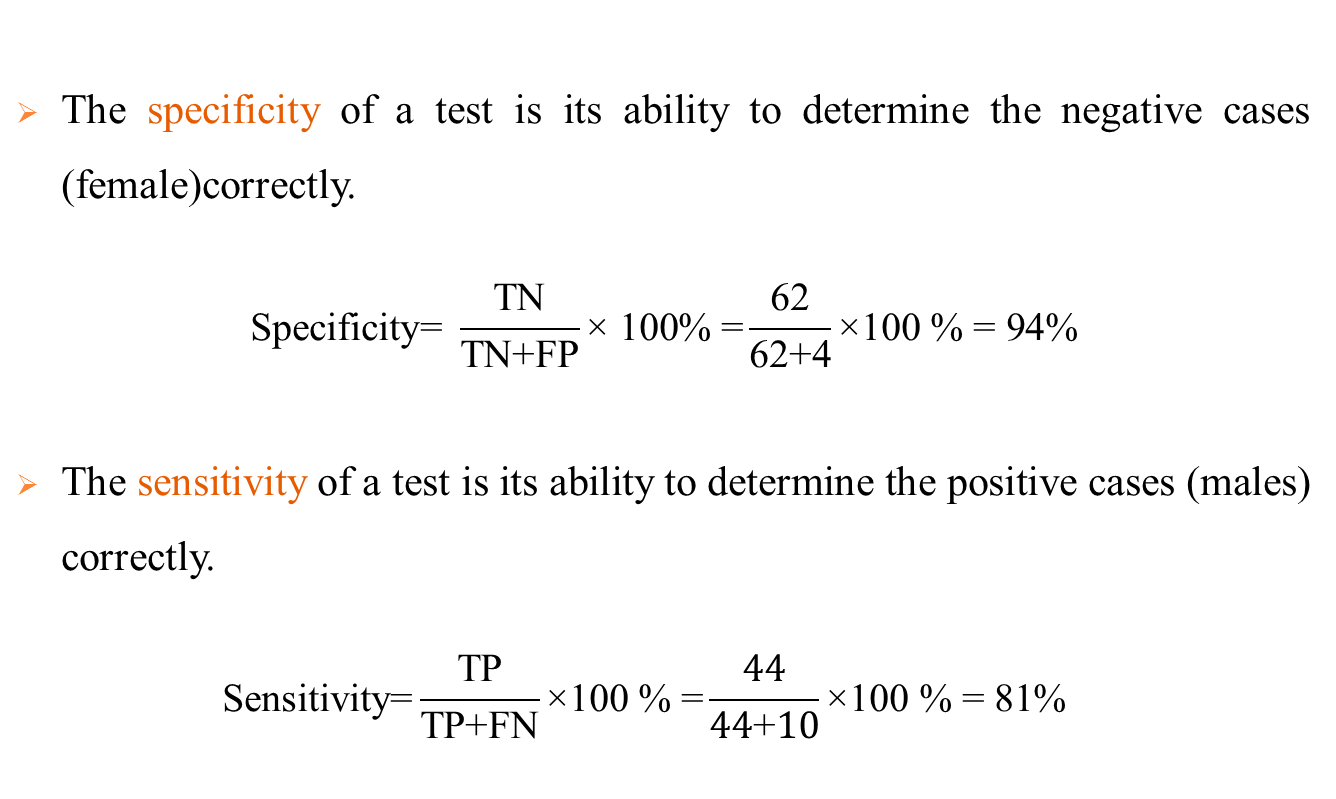 ➢ The specificity of a test is its ability to determine the negative cases
(female)correctly.
Specificity= TN/TN+FP × 100% = 62/62+4 ×100 % = 94%
➢ The sensitivity of a test is its ability to determine the positive cases (males)
correctly.
Sensitivity= TP/TP+FN ×100 % = 44/44+10 ×100 % = 81%